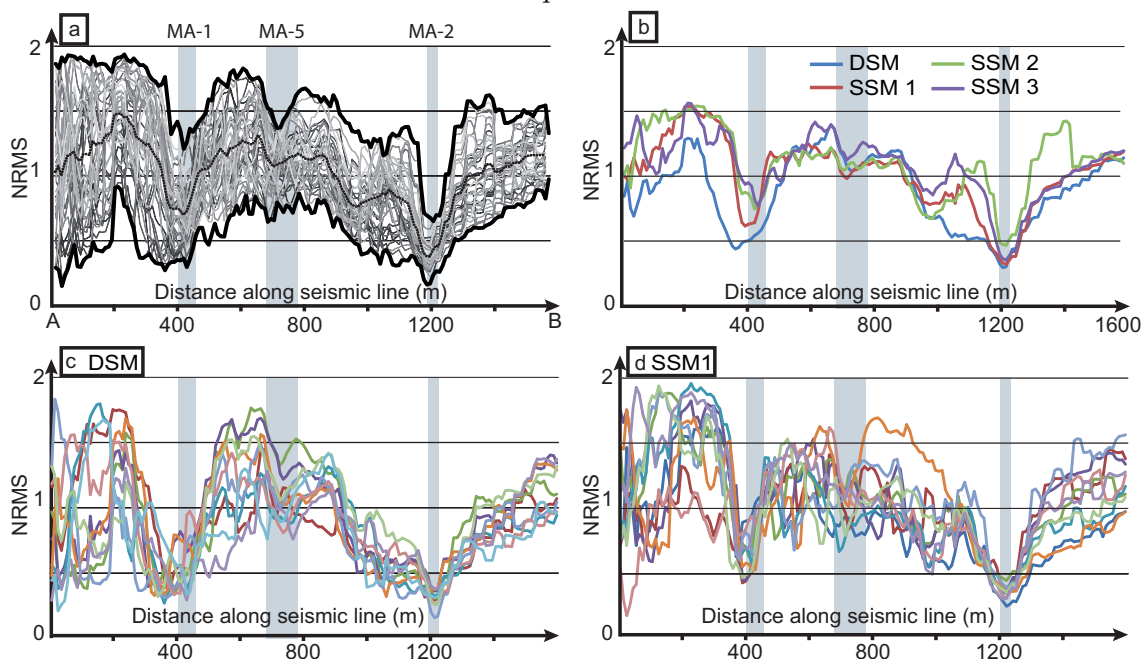 a MA-1 MA-5 MA-2
2
1
0
NRMS
Distance along seismic line (m)
A 400 800 1200 B
b
2
1
0
NRMS
DSM SSM 2
SSM 1 SSM 3
Distance along seismic line (m)
400 800 1200 1600
c DSM
2
1
0
NRMS
Distance along seismic line (m)
400 800 1200
d SSM1
2
1
0
NRMS
Distance along seismic line (m)
400 800 1200